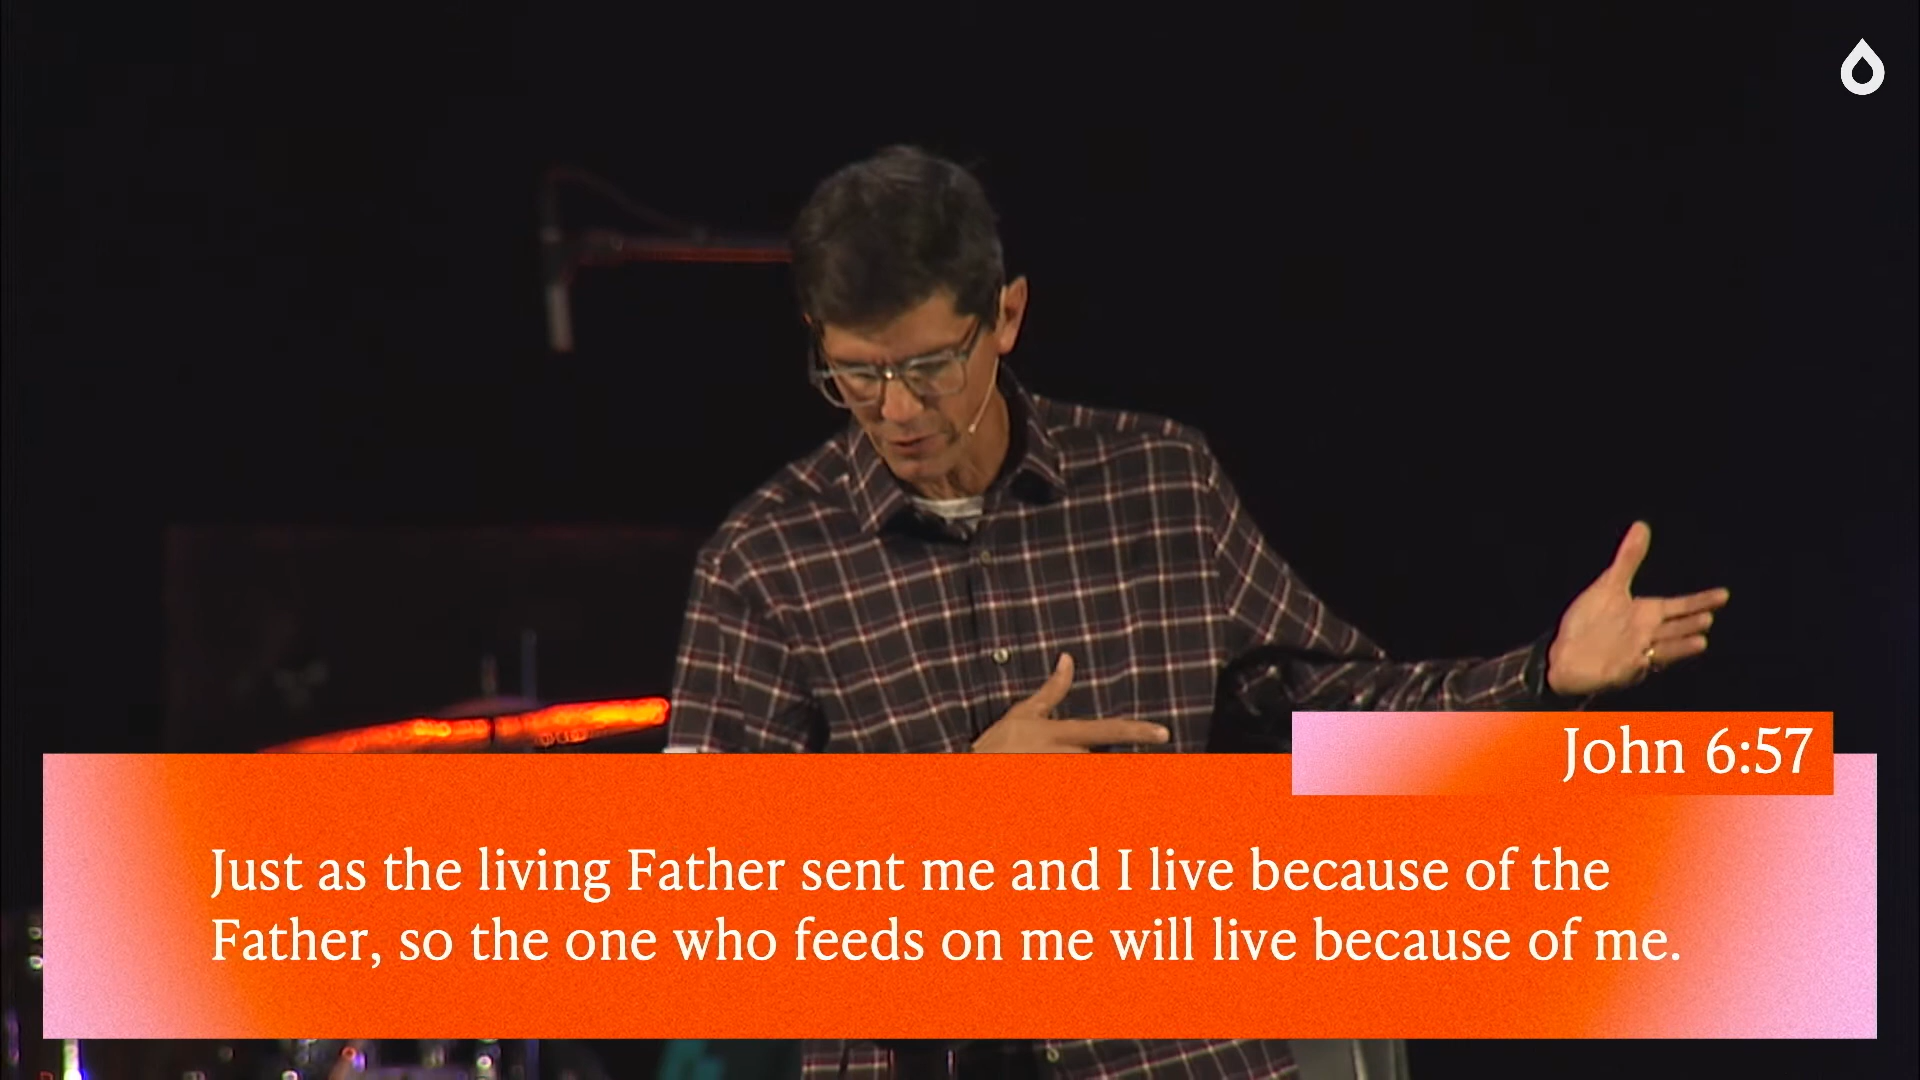 John 6:57
Just as the living Father sent me and I live because of the
Father, so the one who feeds on me will live because of me.